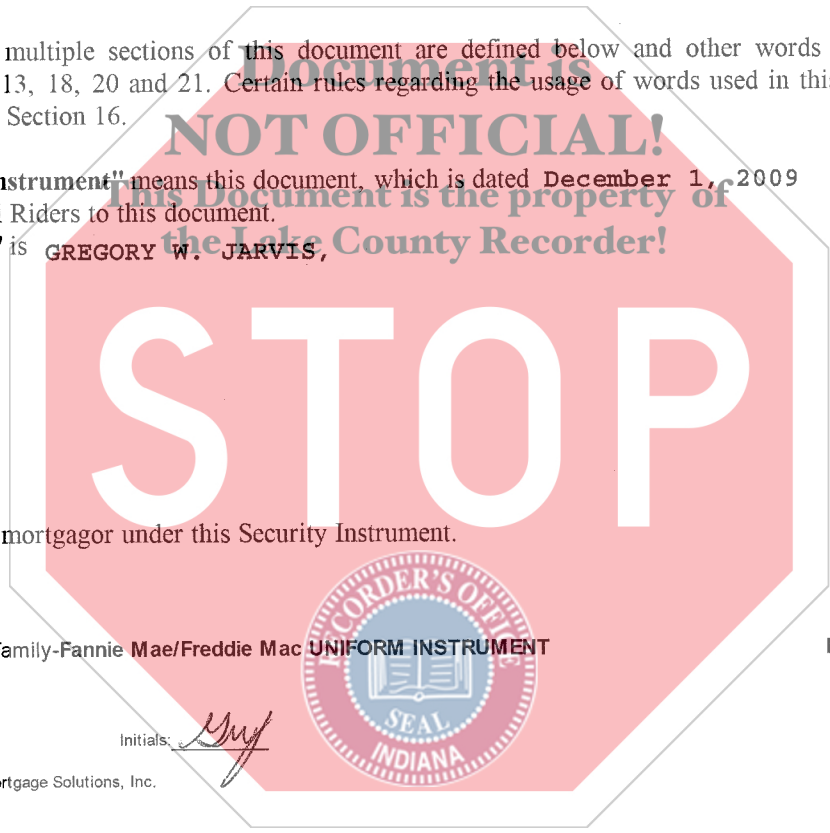 multiple sections of this document are defined below and other words
Document is
13, 18, 20 and 21. Certain rules regarding the usage of words used in this
Section 16.
NOT OFFICIAL!
nstrument" means this document, which is dated December 1, 2009
This Document is the property of
Riders to this document.
the Lake County Recorder!
is GREGORY W. JARVIS,
STOP
mortgagor under this Security Instrument.
RECORDER'S OFFICE
amily-Fannie Mae/Freddie Mac UNIFORM INSTRUMENT
SEAL
INDIANA
Initials:
rtgage Solutions, Inc.